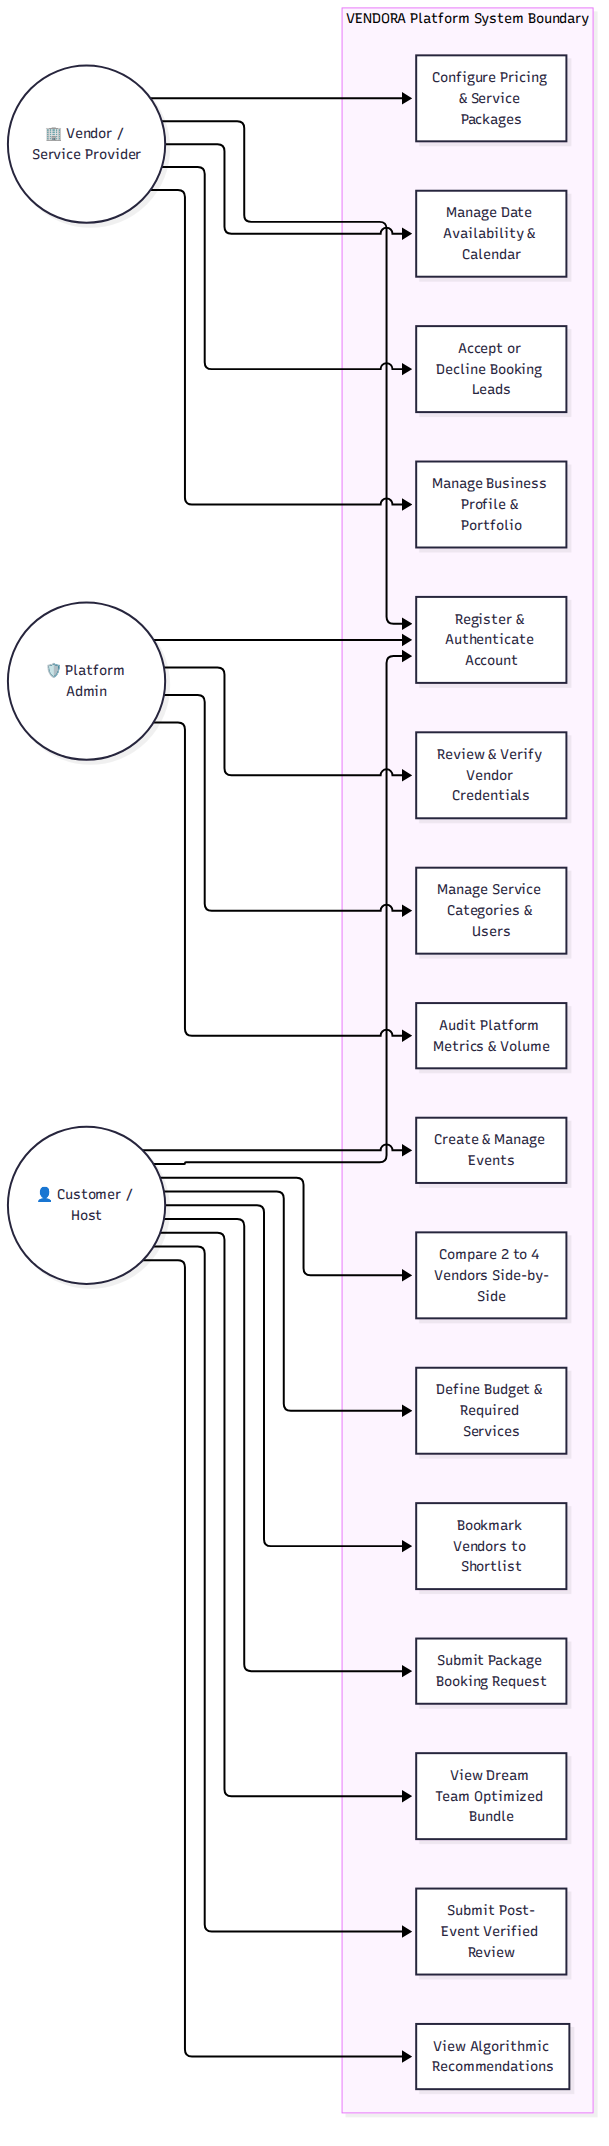 VENDORA Platform System Boundary
Configure Pricing
& Service
Packages
🏢 Vendor /
Service Provider
Manage Date
Availability &
Calendar
Accept or
Decline Booking
Leads
Manage Business
Profile &
Portfolio
Register &
Authenticate
Account
🛡️ Platform
Admin
Review & Verify
Vendor
Credentials
Manage Service
Categories &
Users
Audit Platform
Metrics & Volume
Create & Manage
Events
👤 Customer /
Host
Compare 2 to 4
Vendors Side-by-
Side
Define Budget &
Required
Services
Bookmark
Vendors to
Shortlist
Submit Package
Booking Request
View Dream
Team Optimized
Bundle
Submit Post-
Event Verified
Review
View Algorithmic
Recommendations